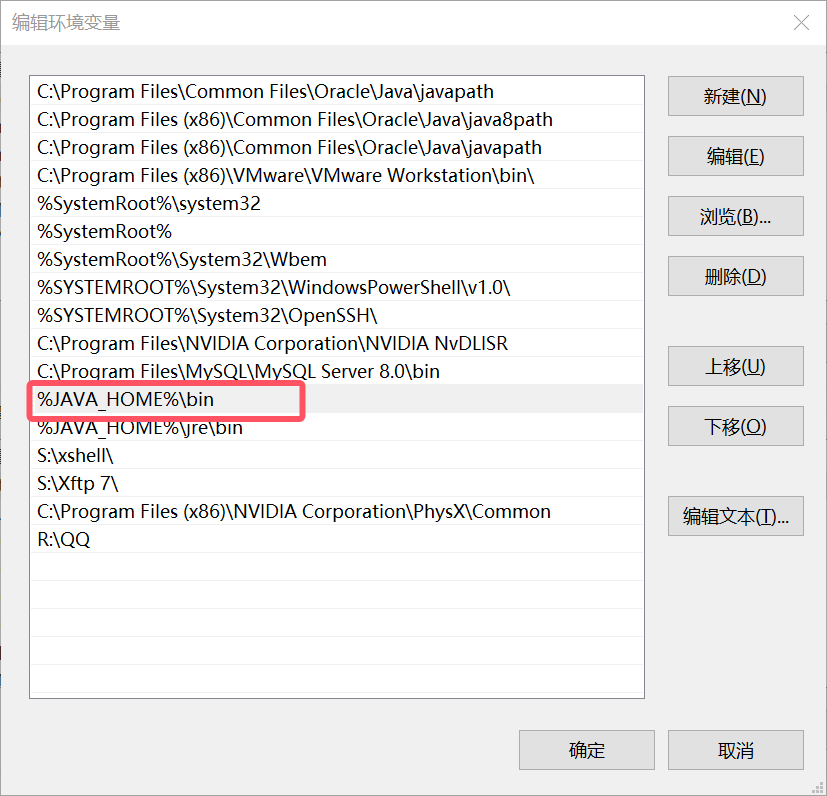 编辑环境变量
C:\Program Files\Common Files\Oracle\Java\javapath
C:\Program Files (x86)\Common Files\Oracle\Java\java8path
C:\Program Files (x86)\Common Files\Oracle\Java\javapath
C:\Program Files (x86)\VMware\VMware Workstation\bin\
%SystemRoot%\system32
%SystemRoot%
%SystemRoot%\System32\Wbem
%SYSTEMROOT%\System32\WindowsPowerShell\v1.0\
%SYSTEMROOT%\System32\OpenSSH\
C:\Program Files\NVIDIA Corporation\NVIDIA NvDLISR
C:\Program Files\MySQL\MySQL Server 8.0\bin
%JAVA_HOME%\bin
%JAVA_HOME%\jre\bin
S:\xshell\
S:\Xftp 7\
C:\Program Files (x86)\NVIDIA Corporation\PhysX\Common
R:\QQ
新建(N)
编辑(E)
浏览(B)...
删除(D)
上移(U)
下移(O)
编辑文本(T)...
确定
取消